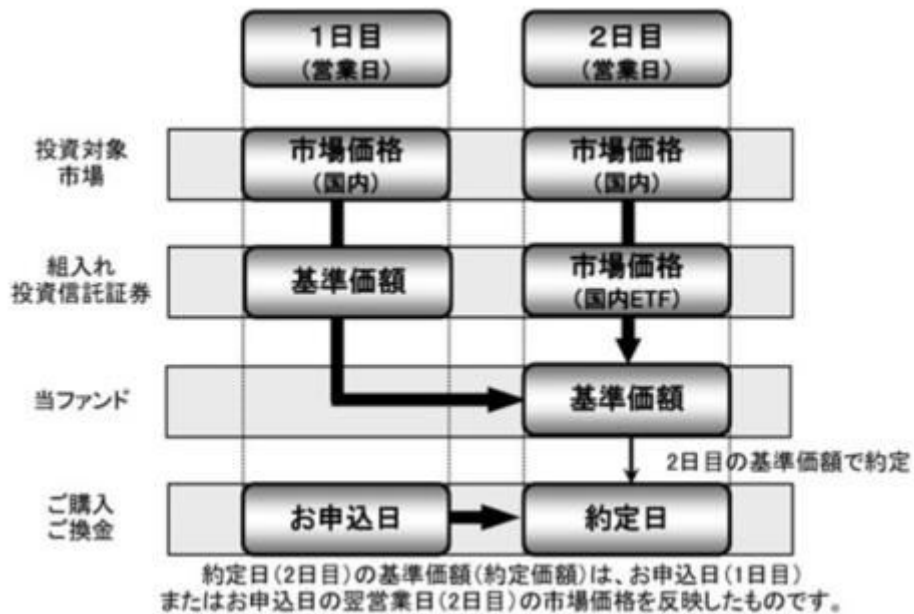 1日目
(営業日)
2日目
(営業日)
投資対象
市場
市場価格
(国内)
市場価格
(国内)
組入れ
投資信託証券
基準価額
市場価格
(国内ETF)
当ファンド
基準価額
2日目の基準価額で約定
ご購入
ご換金
お申込日
約定日
約定日(2日目)の基準価額(約定価額)は、お申込日(1日目)
またはお申込日の翌営業日(2日目)の市場価格を反映したものです。